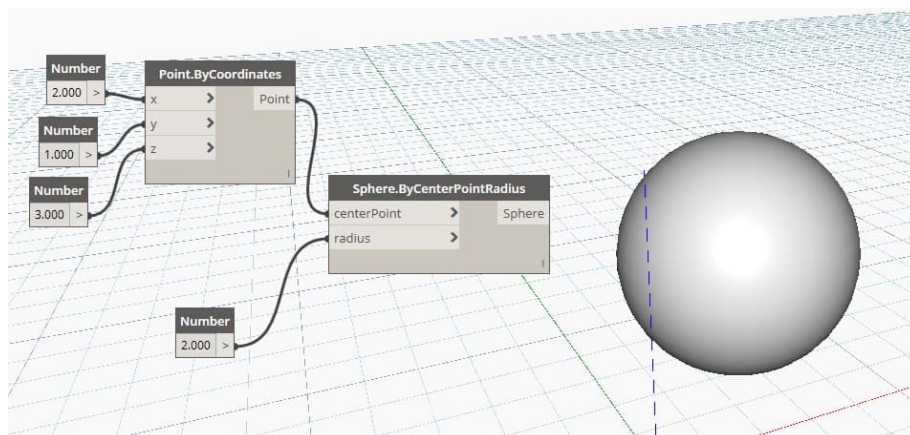 Number
2.000 >
Number
1.000 >
Number
3.000 >
Point.ByCoordinates
x > Point
y >
z >
Sphere.ByCenterPointRadius
centerPoint > Sphere
radius >
Number
2.000 >